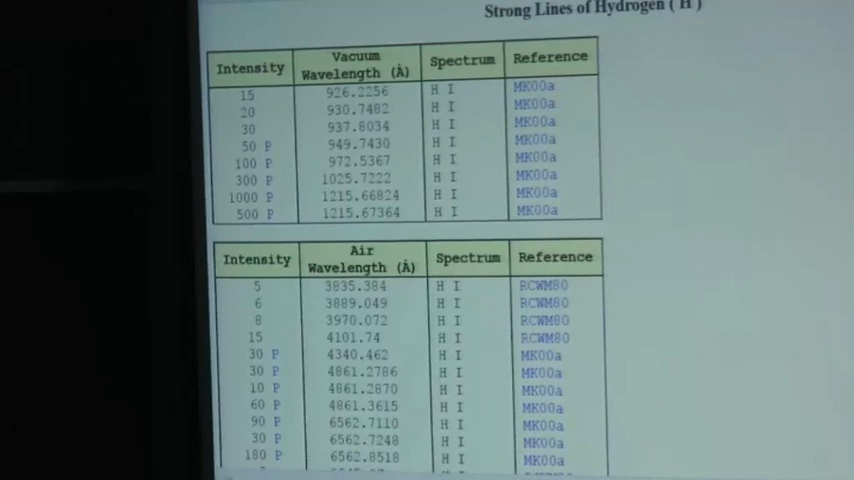 Strong Lines of Hydrogen ( H )
Intensity Vacuum Wavelength (Å) Spectrum Reference
15 926.2256 H I MK00a
20 930.7482 H I MK00a
30 937.8034 H I MK00a
50 P 949.7430 H I MK00a
100 P 972.5367 H I MK00a
300 P 1025.7222 H I MK00a
1000 P 1215.66824 H I MK00a
500 P 1215.67364 H I MK00a
Intensity Air Wavelength (Å) Spectrum Reference
5 3835.384 H I RCWM80
6 3889.049 H I RCWM80
8 3970.072 H I RCWM80
15 4101.74 H I RCWM80
30 P 4340.462 H I MK00a
30 P 4861.2786 H I MK00a
10 P 4861.2870 H I MK00a
60 P 4861.3615 H I MK00a
90 P 6562.7110 H I MK00a
30 P 6562.7248 H I MK00a
180 P 6562.8518 H I MK00a